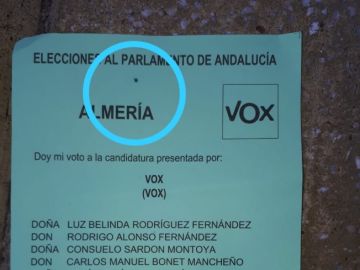 ELECCIONES AL PARLAMENTO DE ANDALUCÍA
*
ALMERÍA
VOX
Doy mi voto a la candidatura presentada por:
VOX
(VOX)
DOÑA LUZ BELINDA RODRÍGUEZ FERNÁNDEZ
DON RODRIGO ALONSO FERNÁNDEZ
DOÑA CONSUELO SARDON MONTOYA
DON CARLOS MANUEL BONET MANCHEÑO